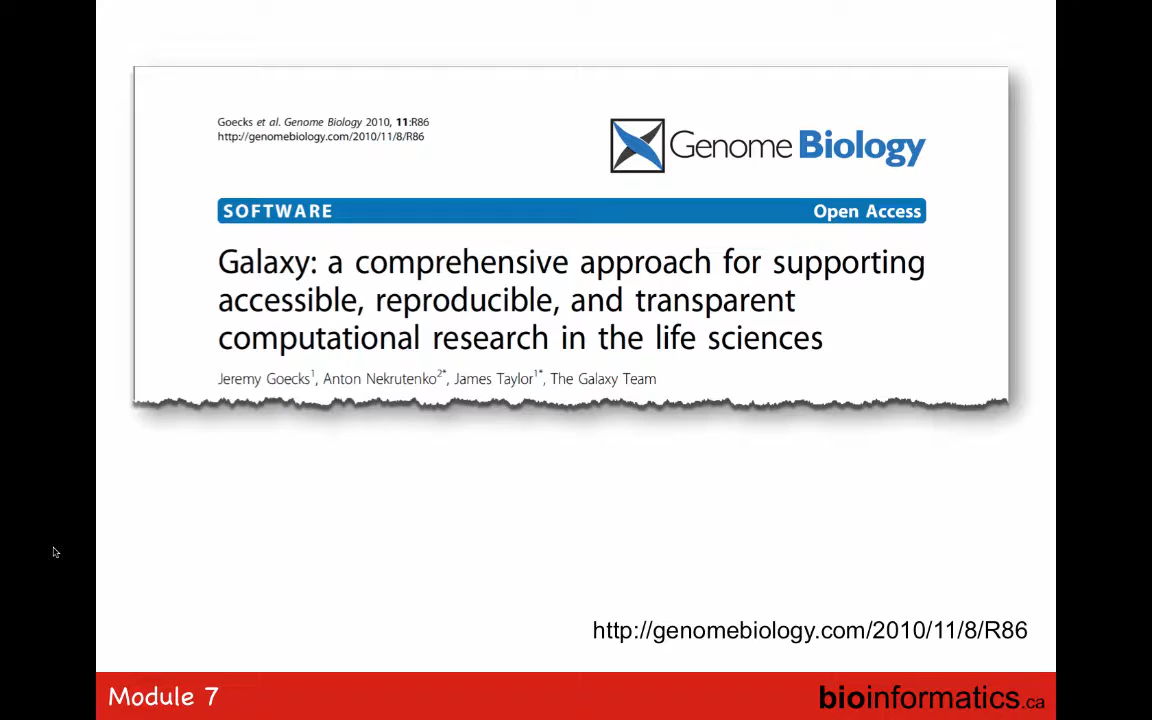 Goecks et al. Genome Biology 2010, 11:R86
http://genomebiology.com/2010/11/8/R86
Genome Biology
SOFTWARE
Open Access
Galaxy: a comprehensive approach for supporting
accessible, reproducible, and transparent
computational research in the life sciences
Jeremy Goecks1, Anton Nekrutenko2*, James Taylor1*, The Galaxy Team
http://genomebiology.com/2010/11/8/R86
Module 7
bioinformatics.ca